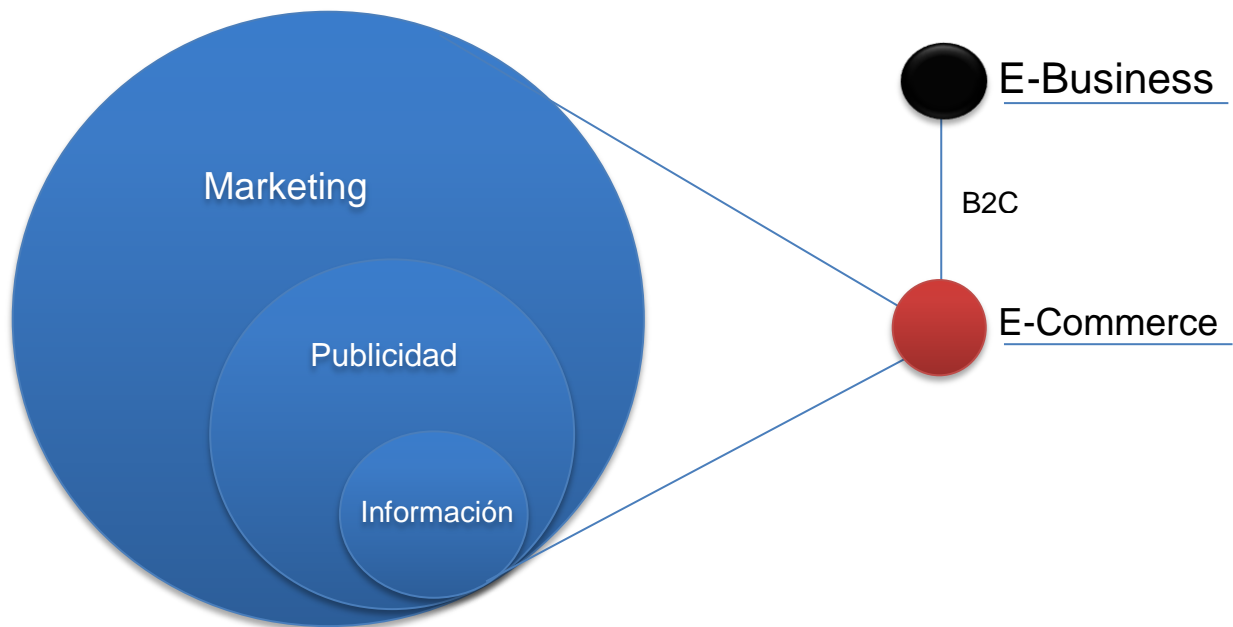 E-Business
Marketing
B2C
E-Commerce
Publicidad
Información